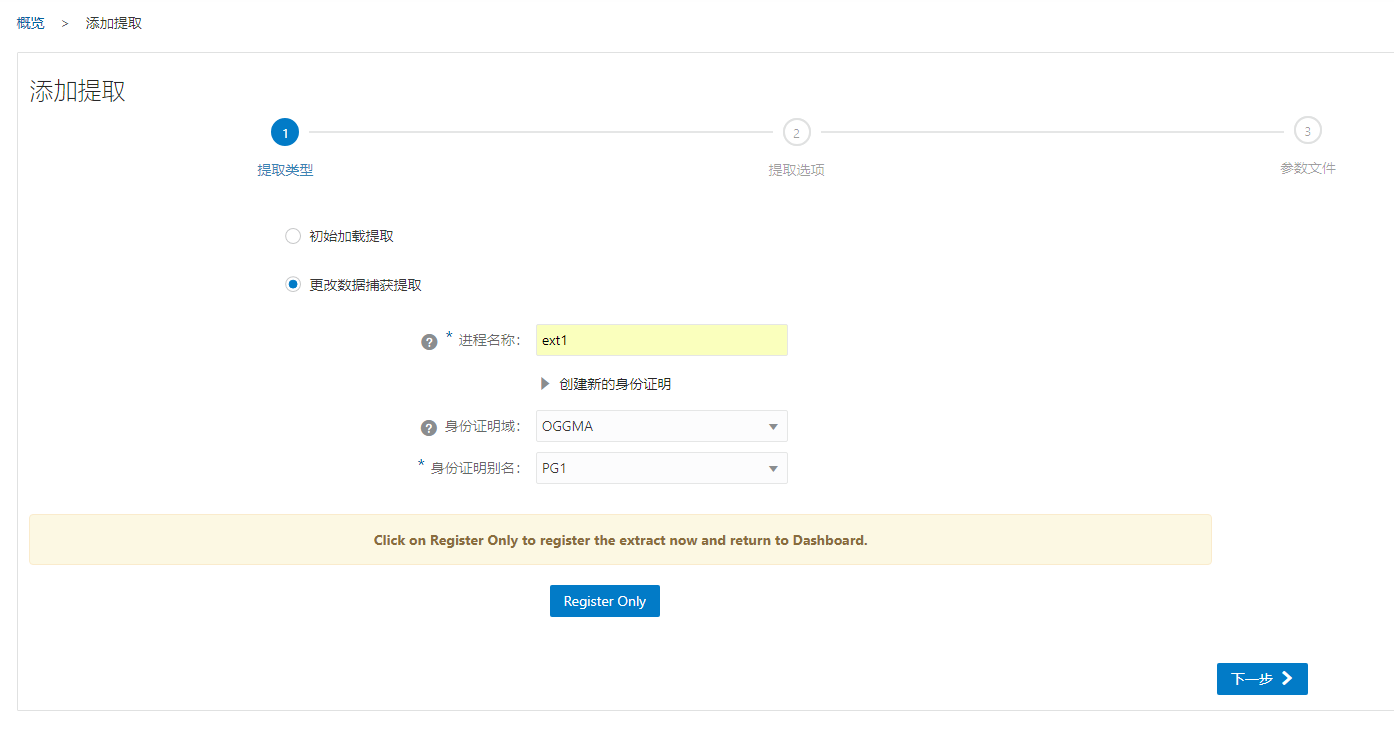 概览 > 添加提取
添加提取
1
2
3
提取类型
提取选项
参数文件
初始加载提取
更改数据捕获提取
? * 进程名称: ext1
创建新的身份证明
? 身份证明域: OGGMA
* 身份证明别名: PG1
Click on Register Only to register the extract now and return to Dashboard.
Register Only
下一步